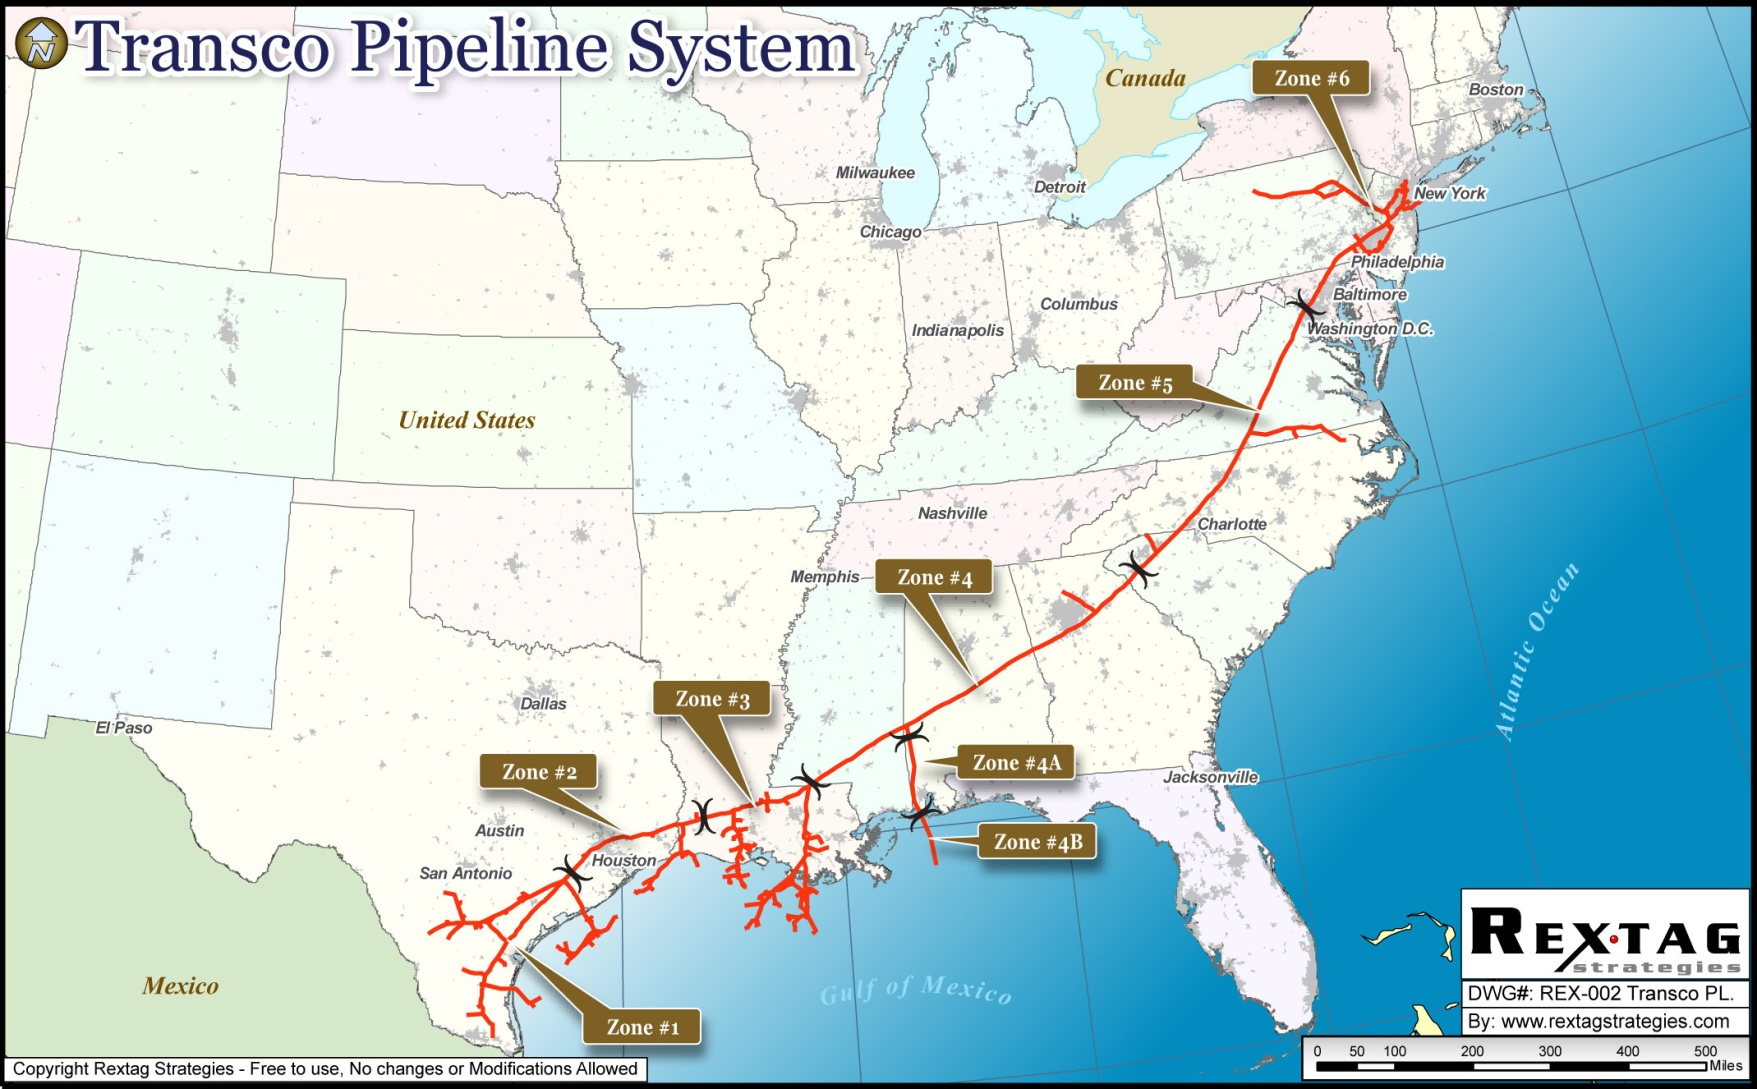 N
Transco Pipeline System
Canada
Zone #6
Boston
Milwaukee
Detroit
New York
Chicago
Philadelphia
Columbus
Baltimore
Indianapolis
Washington D.C.
Zone #5
United States
Nashville
Charlotte
Memphis
Zone #4
Atlantic Ocean
Zone #3
Dallas
El Paso
Zone #2
Zone #4A
Jacksonville
Austin
Zone #4B
Houston
San Antonio
Mexico
Gulf of Mexico
Zone #1
REXTAG
strategies
DWG#: REX-002 Transco PL.
By: www.rextagstrategies.com
0 50 100 200 300 400 500
Miles
Copyright Rextag Strategies - Free to use, No changes or Modifications Allowed